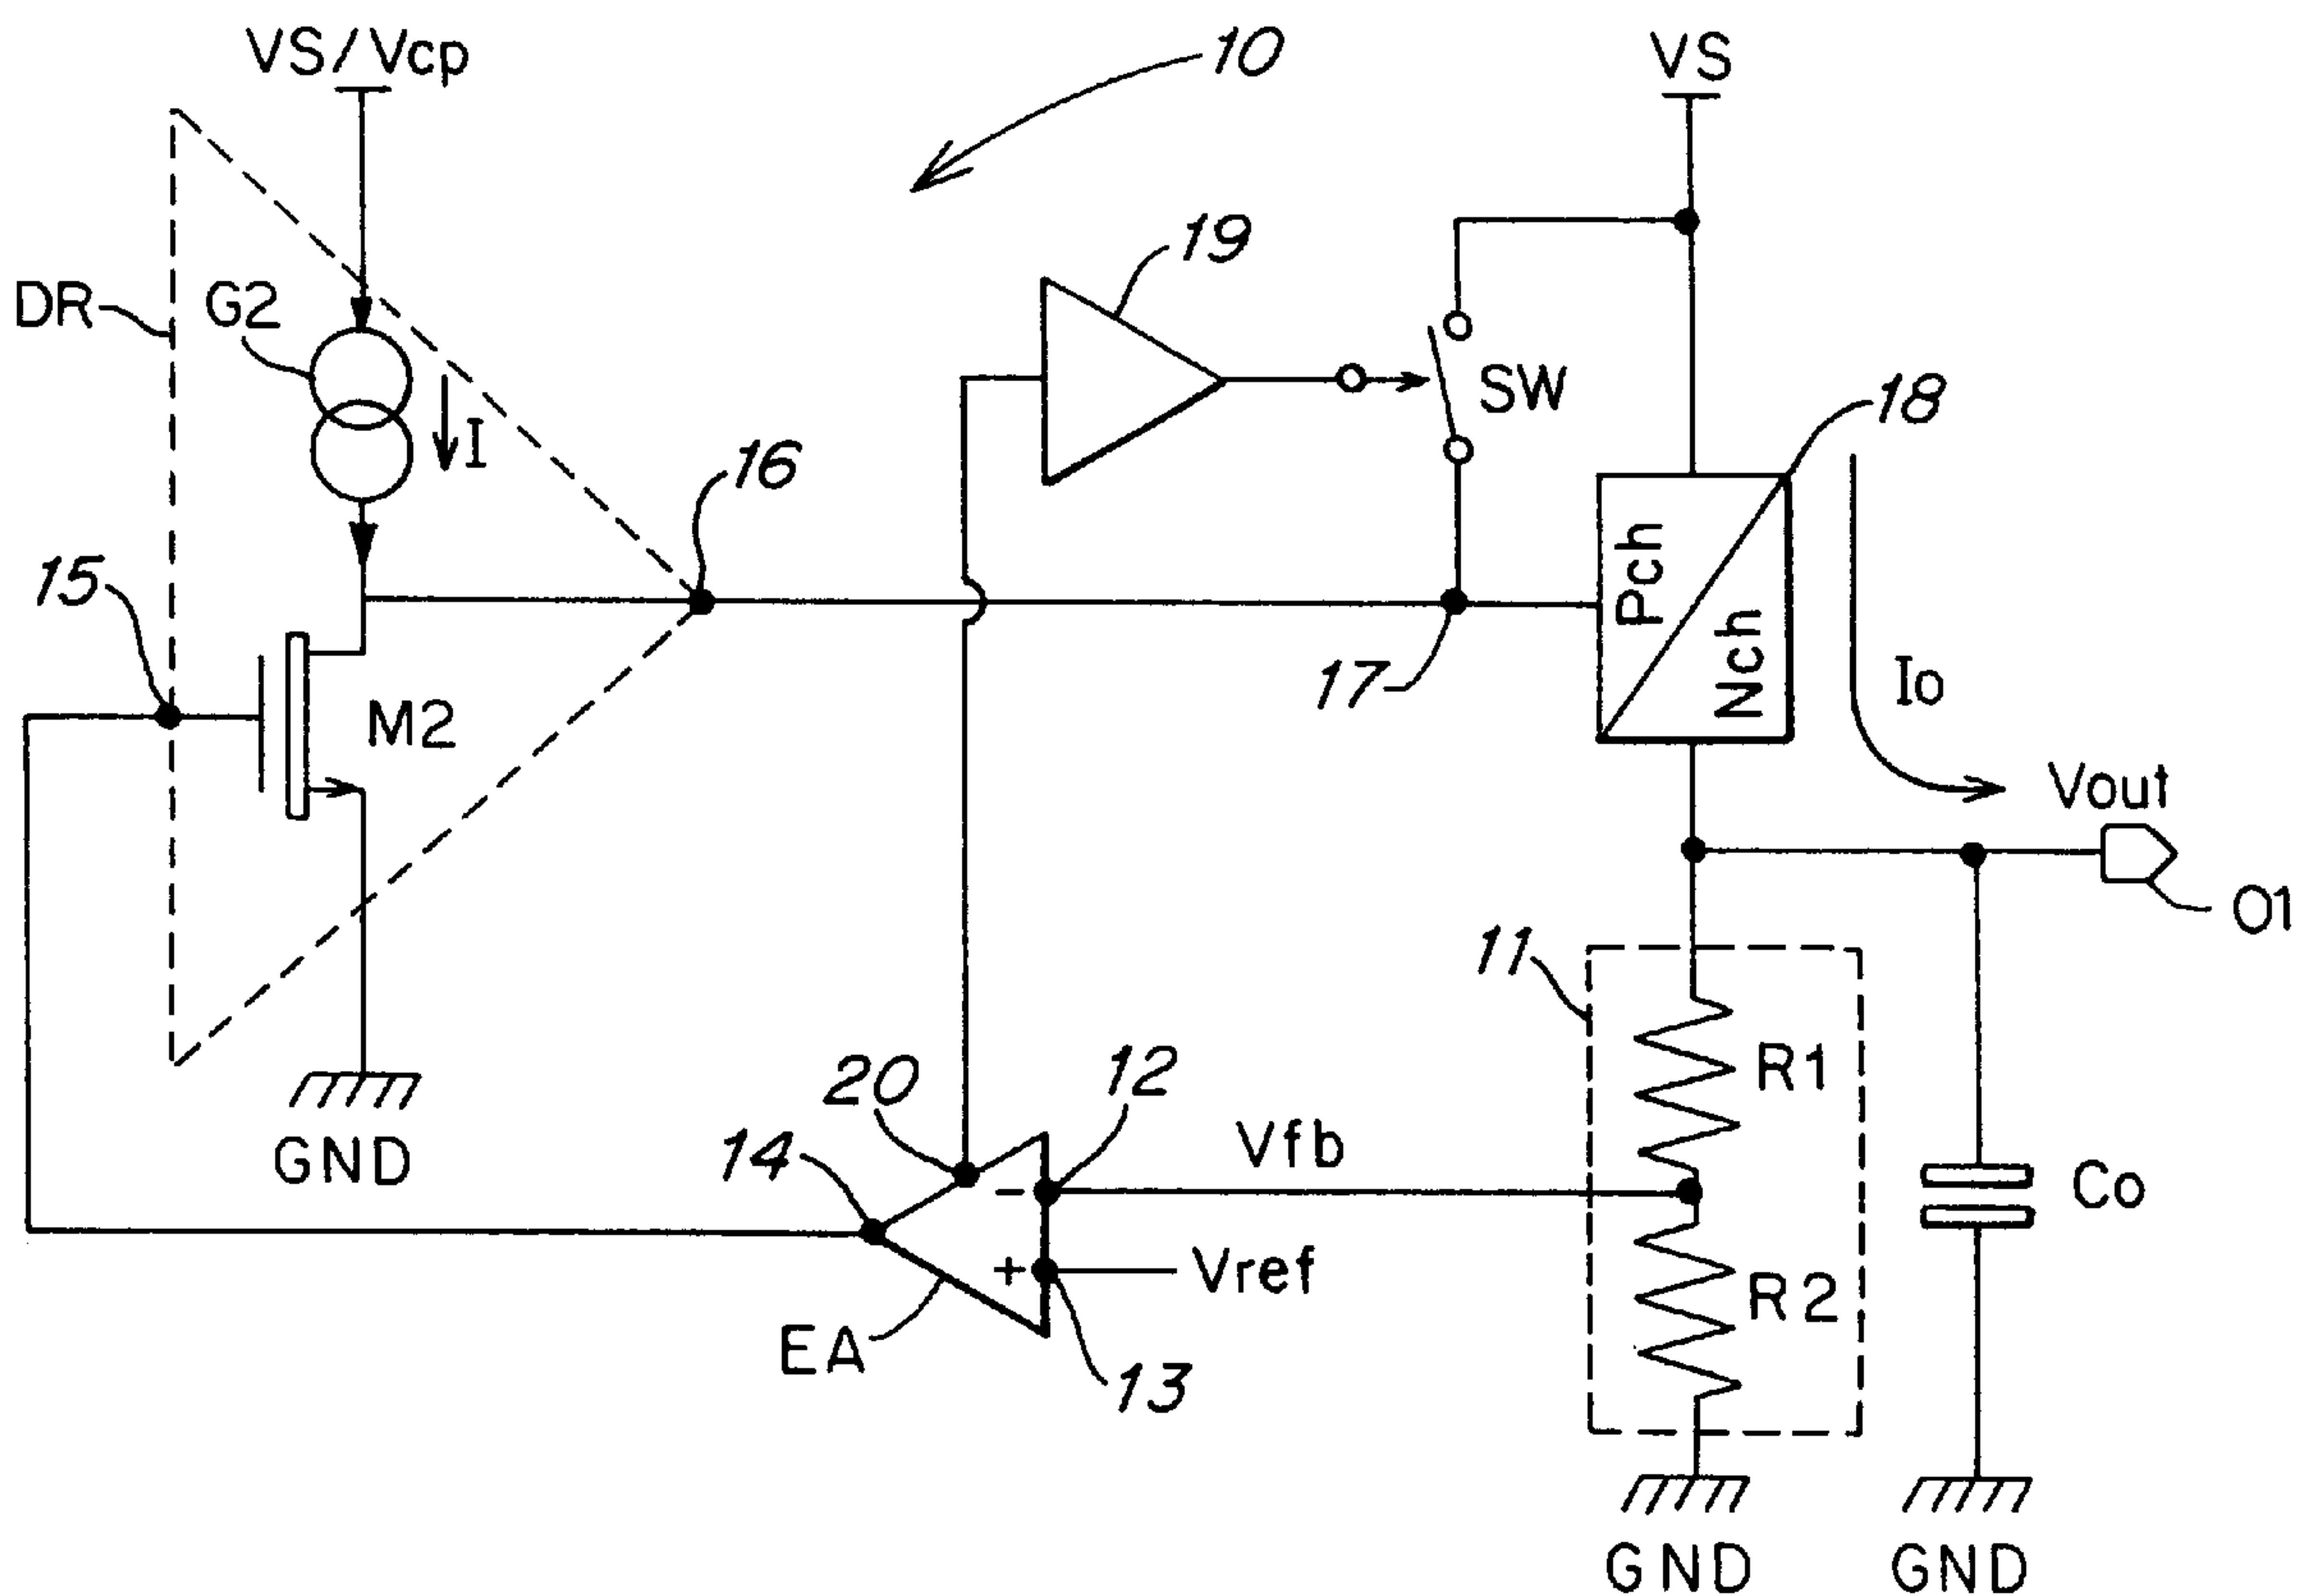 VS/Vcp
10
VS
19
DR
G2
I
SW
18
16
15
Pch
Nch
M2
17
Io
Vout
O1
11
R1
20
12
14
Vfb
GND
Co
+
-
Vref
R2
EA
13
GND
GND